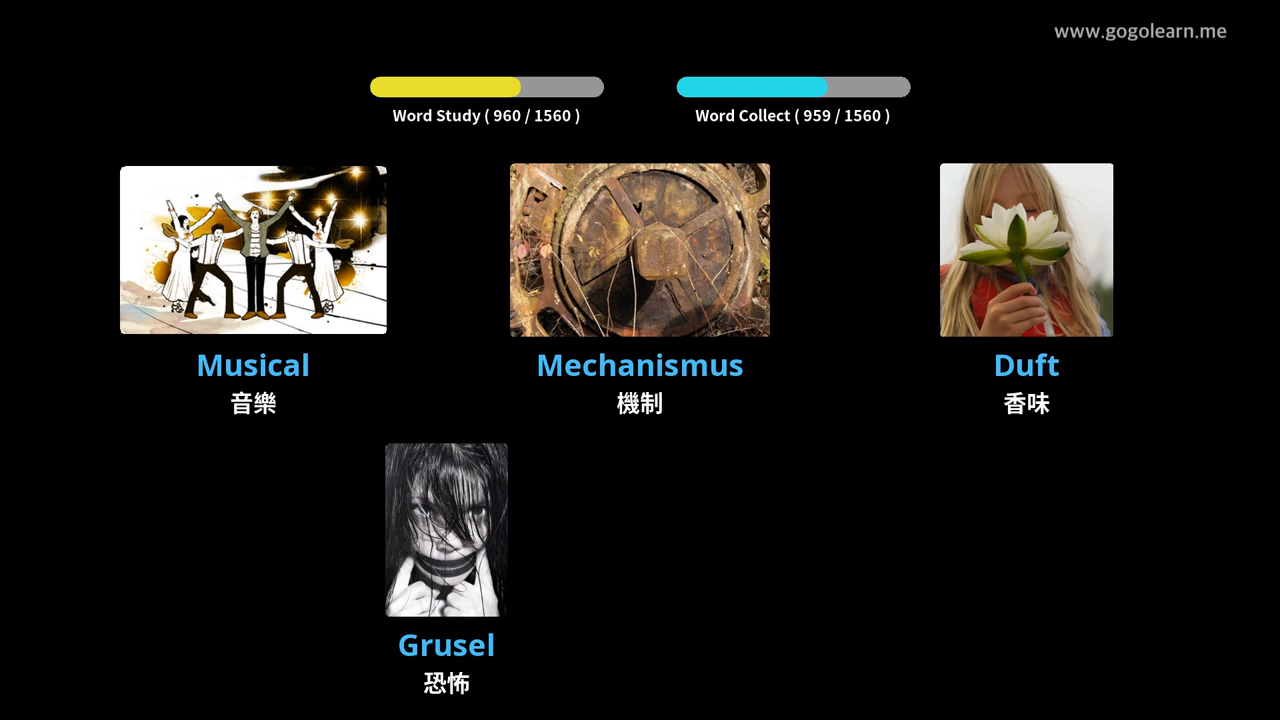 www.gogolearn.me
Word Study ( 960 / 1560 )
Word Collect ( 959 / 1560 )
Musical
音樂
Mechanismus
機制
Duft
香味
Grusel
恐怖